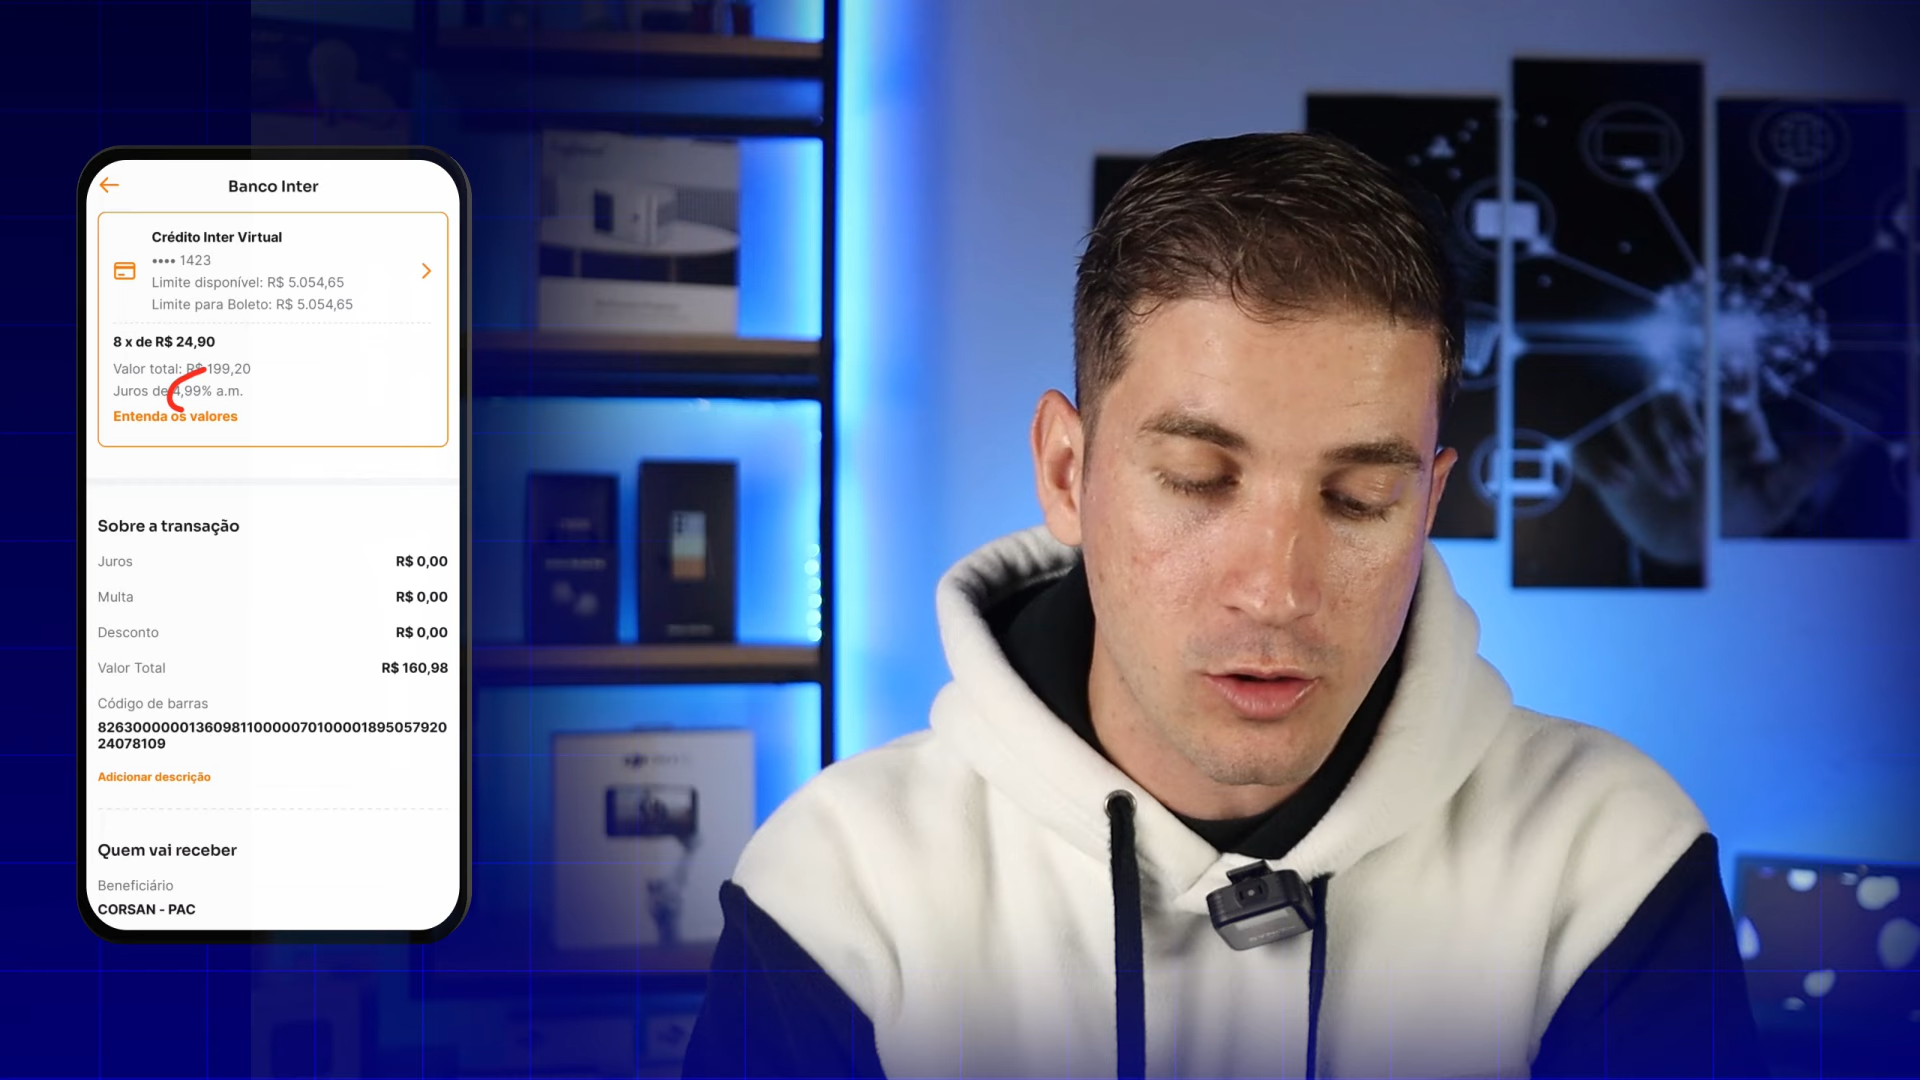 Banco Inter
Crédito Inter Virtual
•••• 1423
Limite disponível: R$ 5.054,65
Limite para Boleto: R$ 5.054,65
8 x de R$ 24,90
Valor total: R$ 199,20
Juros de 4,99% a.m.
Entenda os valores
Sobre a transação
Juros R$ 0,00
Multa R$ 0,00
Desconto R$ 0,00
Valor Total R$ 160,98
Código de barras
8263000000136098110000070100001895057920
24078109
Adicionar descrição
Quem vai receber
Beneficiário
CORSAN - PAC